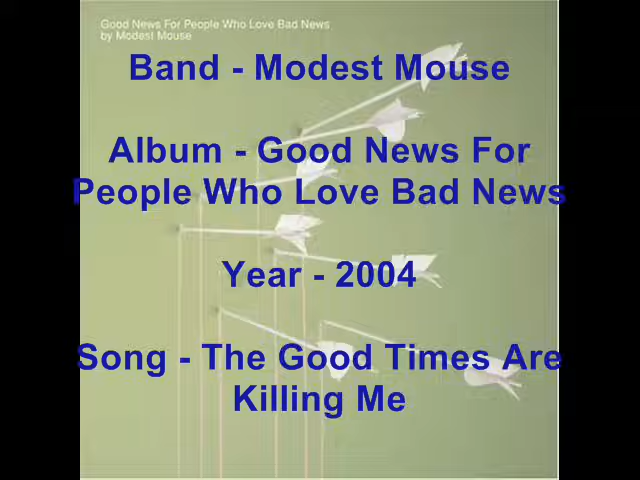 Good News For People Who Love Bad News
by Modest Mouse
Band - Modest Mouse
Album - Good News For
People Who Love Bad News
Year - 2004
Song - The Good Times Are
Killing Me